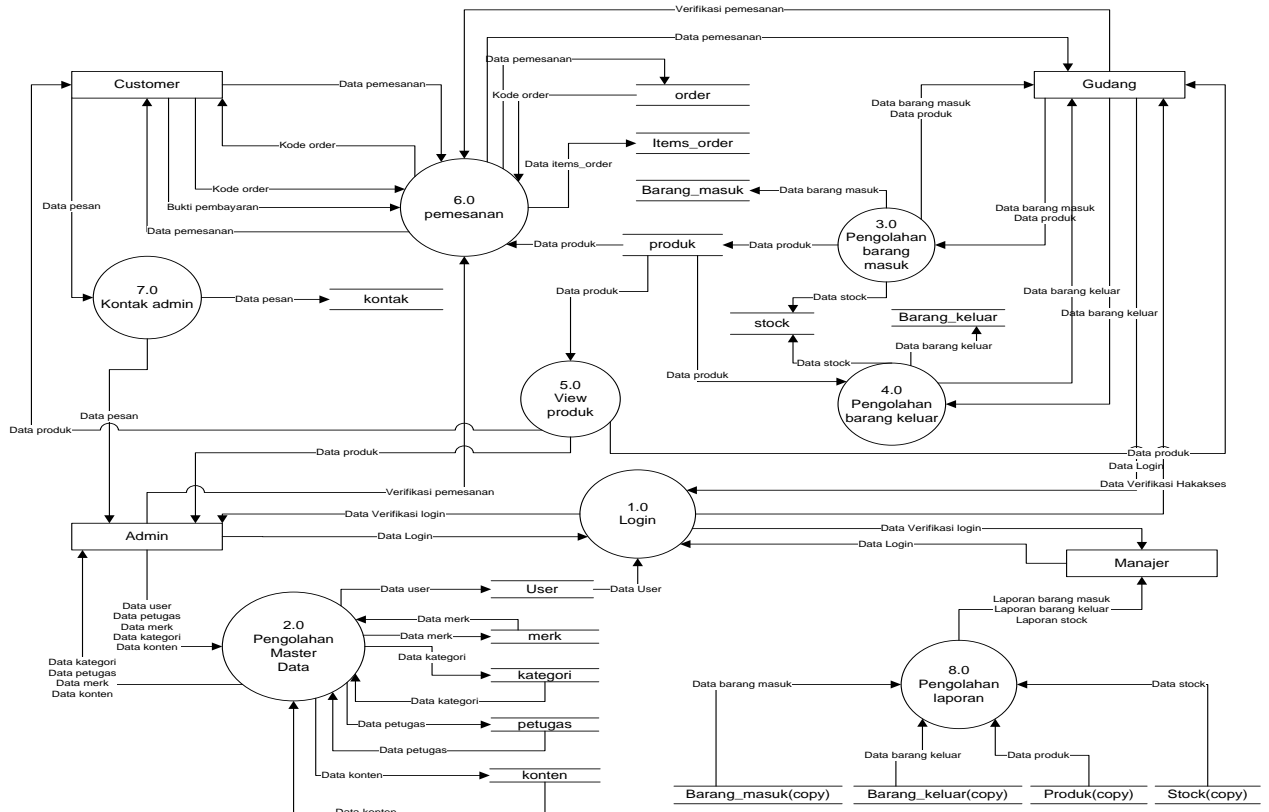 Verifikasi pemesanan
Data pemesanan
Data pemesanan
Customer
Data pemesanan
Kode order
order
Gudang
Data barang masuk
Data produk
Kode order
Data items_order
Items_order
6.0
pemesanan
Kode order
Bukti pembayaran
Data pemesanan
Data pesan
Barang_masuk
Data barang masuk
3.0
Pengolahan
barang
masuk
Data barang masuk
Data produk
Data produk
produk
Data produk
7.0
Kontak admin
Data pesan
kontak
Data produk
Data stock
stock
Barang_keluar
Data barang keluar
Data barang keluar
Data barang keluar
Data stock
Data produk
5.0
View
produk
4.0
Pengolahan
barang keluar
Data pesan
Data produk
Data produk
Data produk
Data Login
Data Verifikasi Hakakses
Verifikasi pemesanan
1.0
Login
Data Verifikasi login
Data Login
Admin
Data Verifikasi login
Data Login
Manajer
Data user
Data petugas
Data merk
Data kategori
Data konten
Data kategori
Data petugas
Data merk
Data konten
2.0
Pengolahan
Master
Data
Data user
User
Data User
Data merk
Data merk
merk
Data kategori
kategori
Data kategori
Data petugas
petugas
Data petugas
Data konten
konten
Data konten
Laporan barang masuk
Laporan barang keluar
Laporan stock
8.0
Pengolahan
laporan
Data barang masuk
Data stock
Data barang keluar
Data produk
Barang_masuk(copy)
Barang_keluar(copy)
Produk(copy)
Stock(copy)